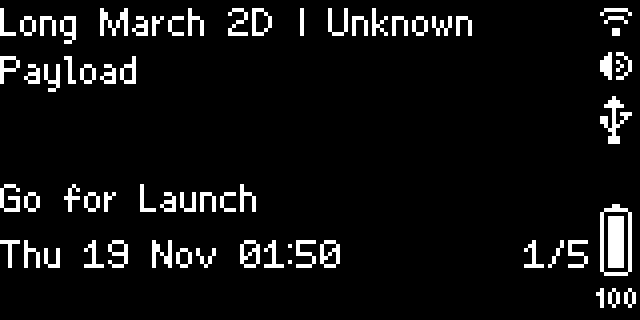 Long March 2D | Unknown
Payload
Go for Launch
Thu 19 Nov 01:50
1/5
100